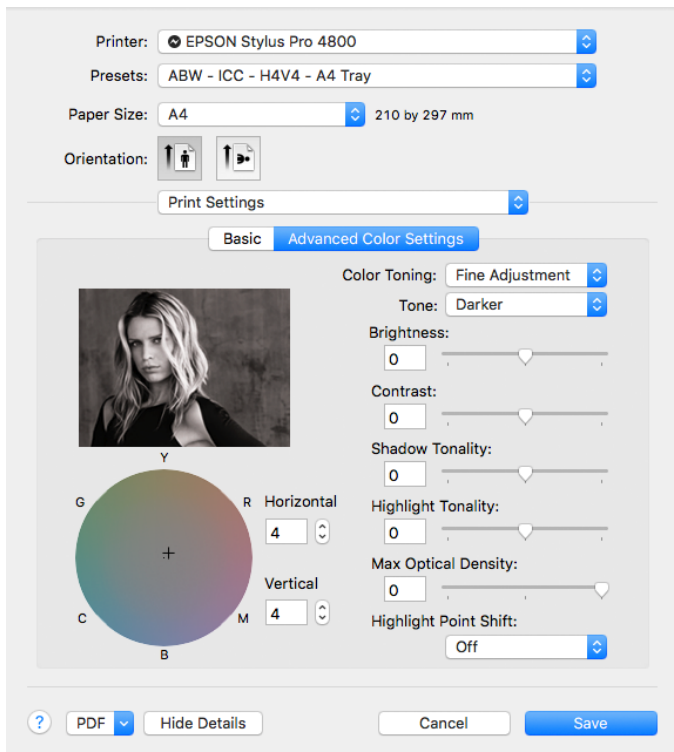 Printer: EPSON Stylus Pro 4800
Presets: ABW - ICC - H4V4 - A4 Tray
Paper Size: A4 210 by 297 mm
Orientation:
Print Settings
Basic Advanced Color Settings
Color Toning: Fine Adjustment
Tone: Darker
Brightness:
0
Contrast:
0
Shadow Tonality:
0
Highlight Tonality:
0
Max Optical Density:
0
Highlight Point Shift:
Off
Y
G R
C M
B
Horizontal
4
Vertical
4
? PDF Hide Details Cancel Save